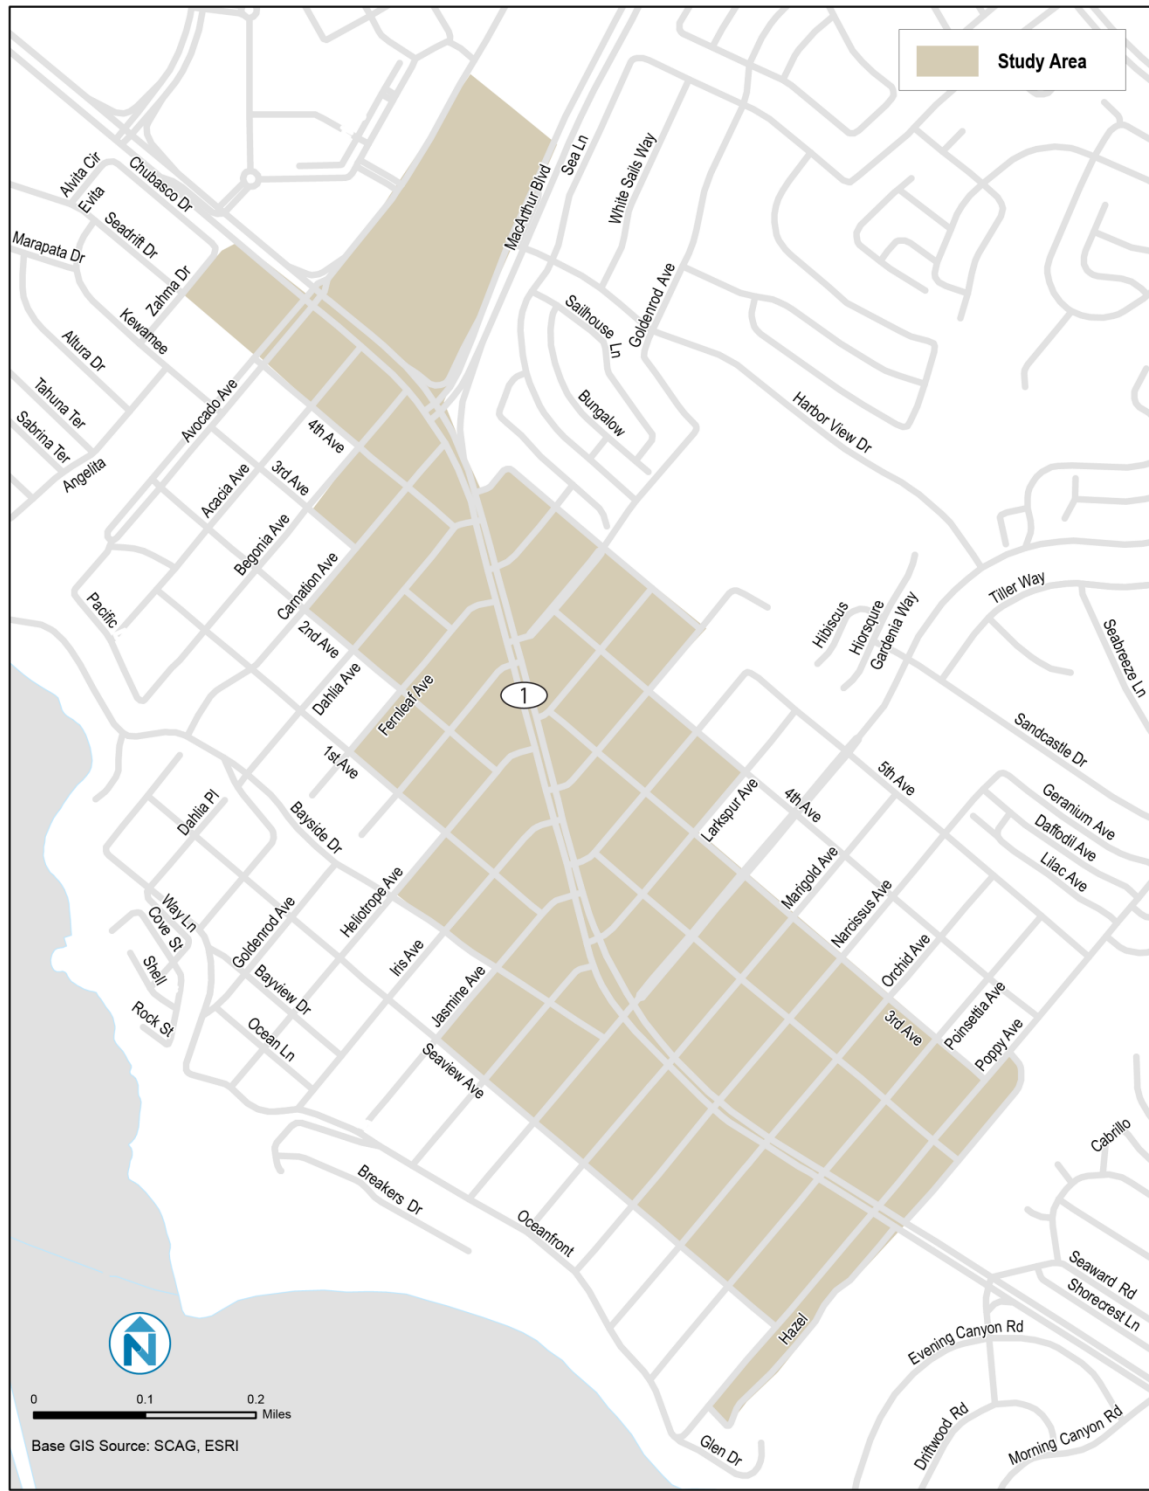 Study Area
Alvita Cir
Evita
Chubasco Dr
Seadrift Dr
Marapata Dr
Zahma Dr
Kewamee
Altura Dr
Tahuna Ter
Sabrina Ter
Angelita
Avocado Ave
MacArthur Blvd
Sea Ln
White Sails Way
Goldenrod Ave
Sailhouse Ln
Bungalow
Harbor View Dr
4th Ave
3rd Ave
Acacia Ave
Begonia Ave
Carnation Ave
Pacific
2nd Ave
Dahlia Ave
Fernleaf Ave
1
1st Ave
Hibiscus
Hiorsqure
Gardenia Way
Tiller Way
Seabreeze Ln
Sandcastle Dr
5th Ave
4th Ave
Geranium Ave
Daffodil Ave
Lilac Ave
Larkspur Ave
Marigold Ave
Narcissus Ave
Orchid Ave
Poinsettia Ave
Poppy Ave
3rd Ave
Dahlia Pl
Bayside Dr
Way Ln
Cove St
Shell
Rock St
Goldenrod Ave
Bayview Dr
Ocean Ln
Heliotrope Ave
Iris Ave
Jasmine Ave
Seaview Ave
Breakers Dr
Oceanfront
Hazel
Glen Dr
Cabrillo
Seaward Rd
Shorecrest Ln
Evening Canyon Rd
Driftwood Rd
Morning Canyon Rd
N
0 0.1 0.2
Miles
Base GIS Source: SCAG, ESRI